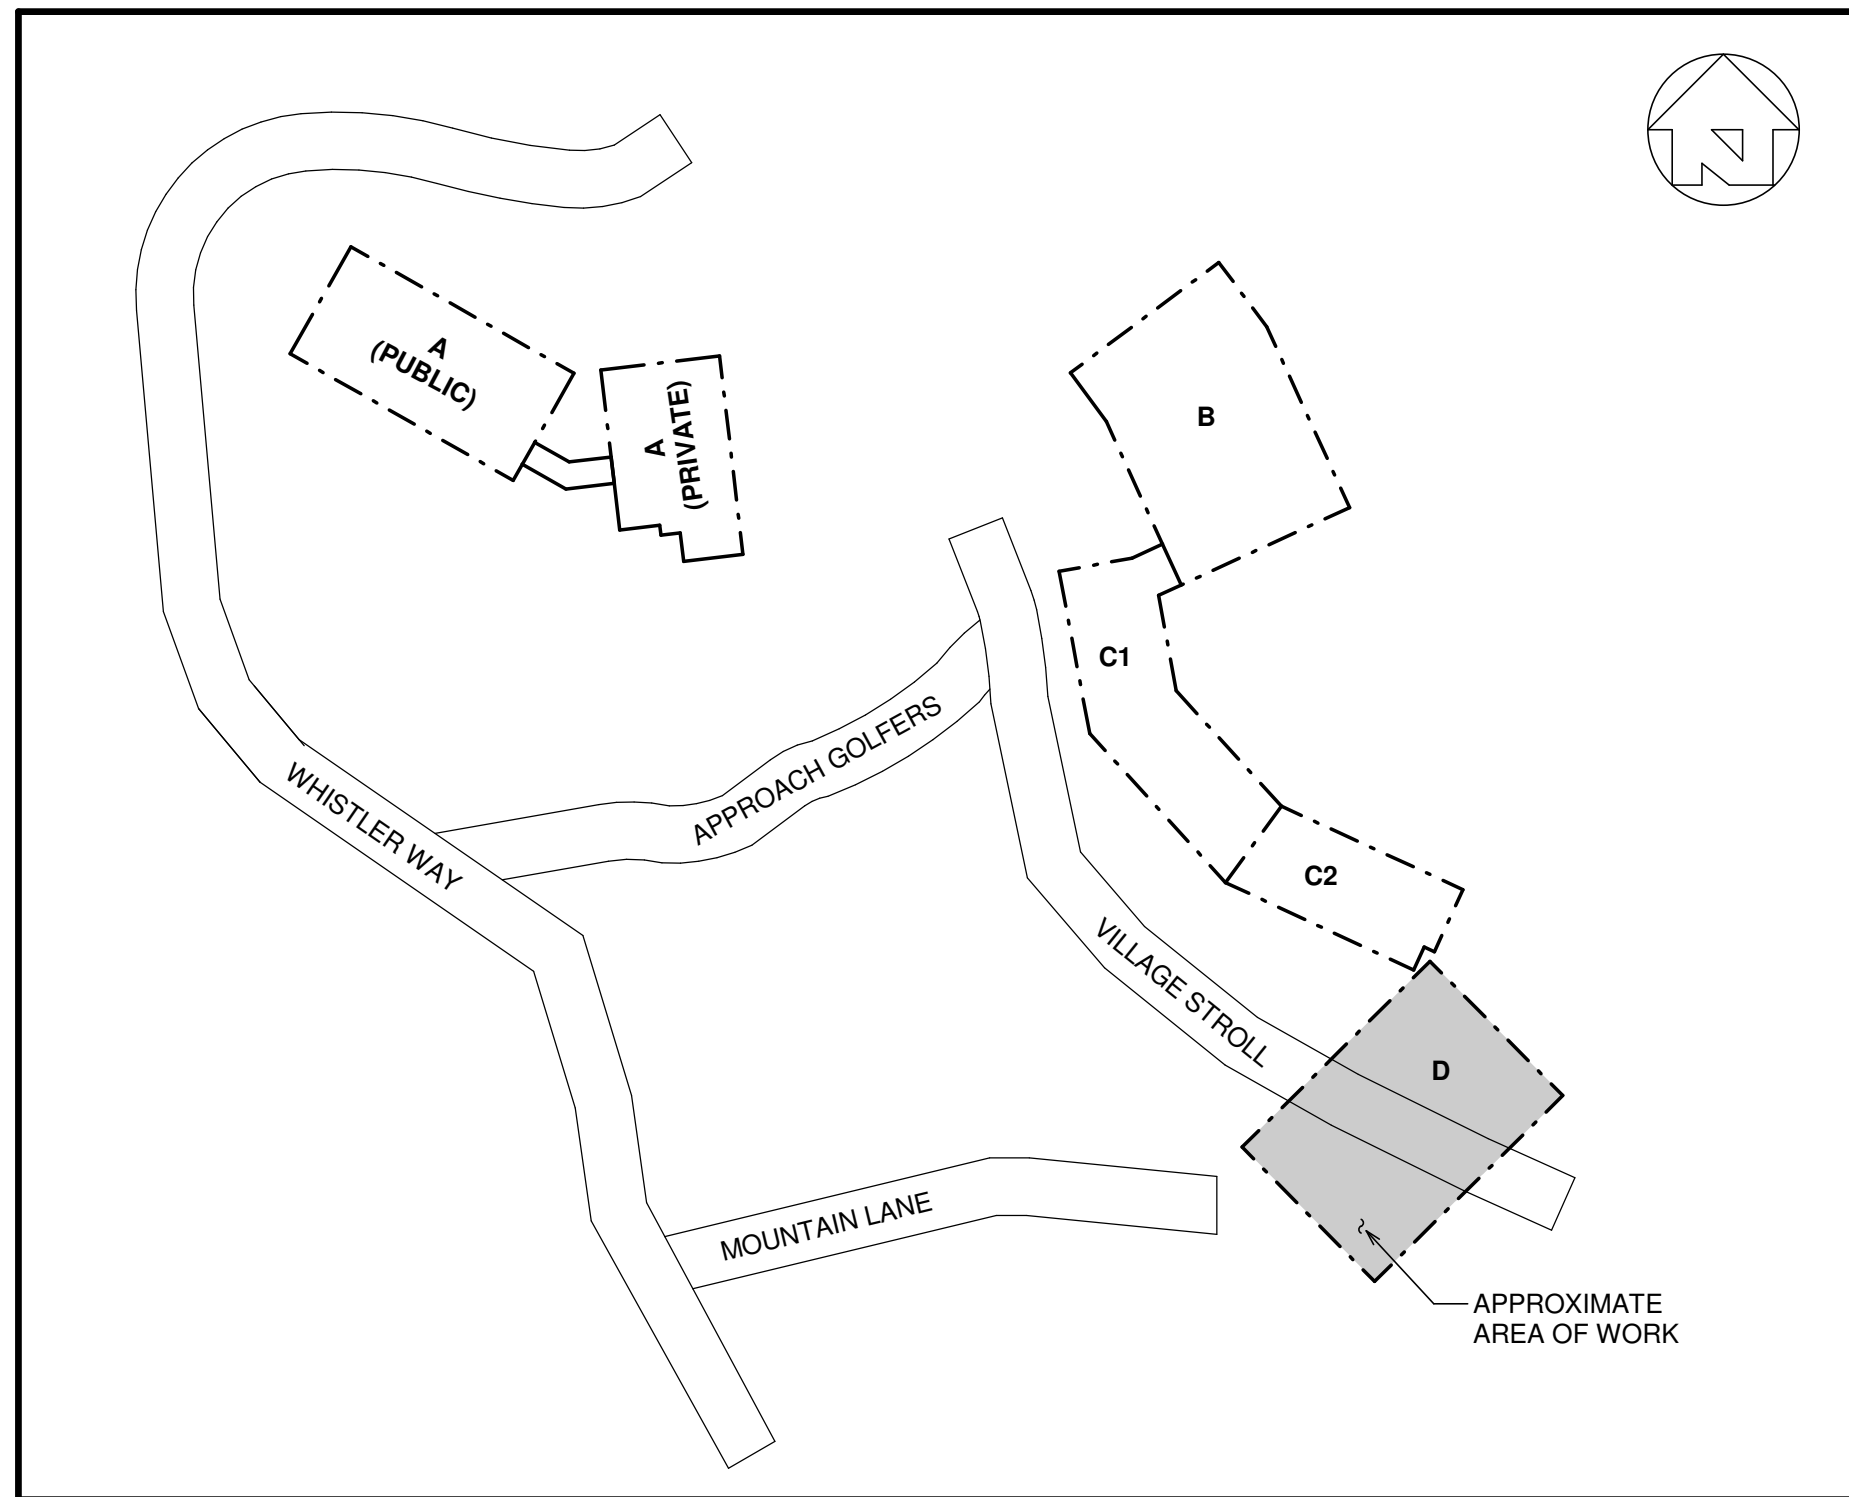 N
A
(PUBLIC)
A
(PRIVATE)
B
C1
APPROACH GOLFERS
WHISTLER WAY
C2
VILLAGE STROLL
D
MOUNTAIN LANE
APPROXIMATE
AREA OF WORK